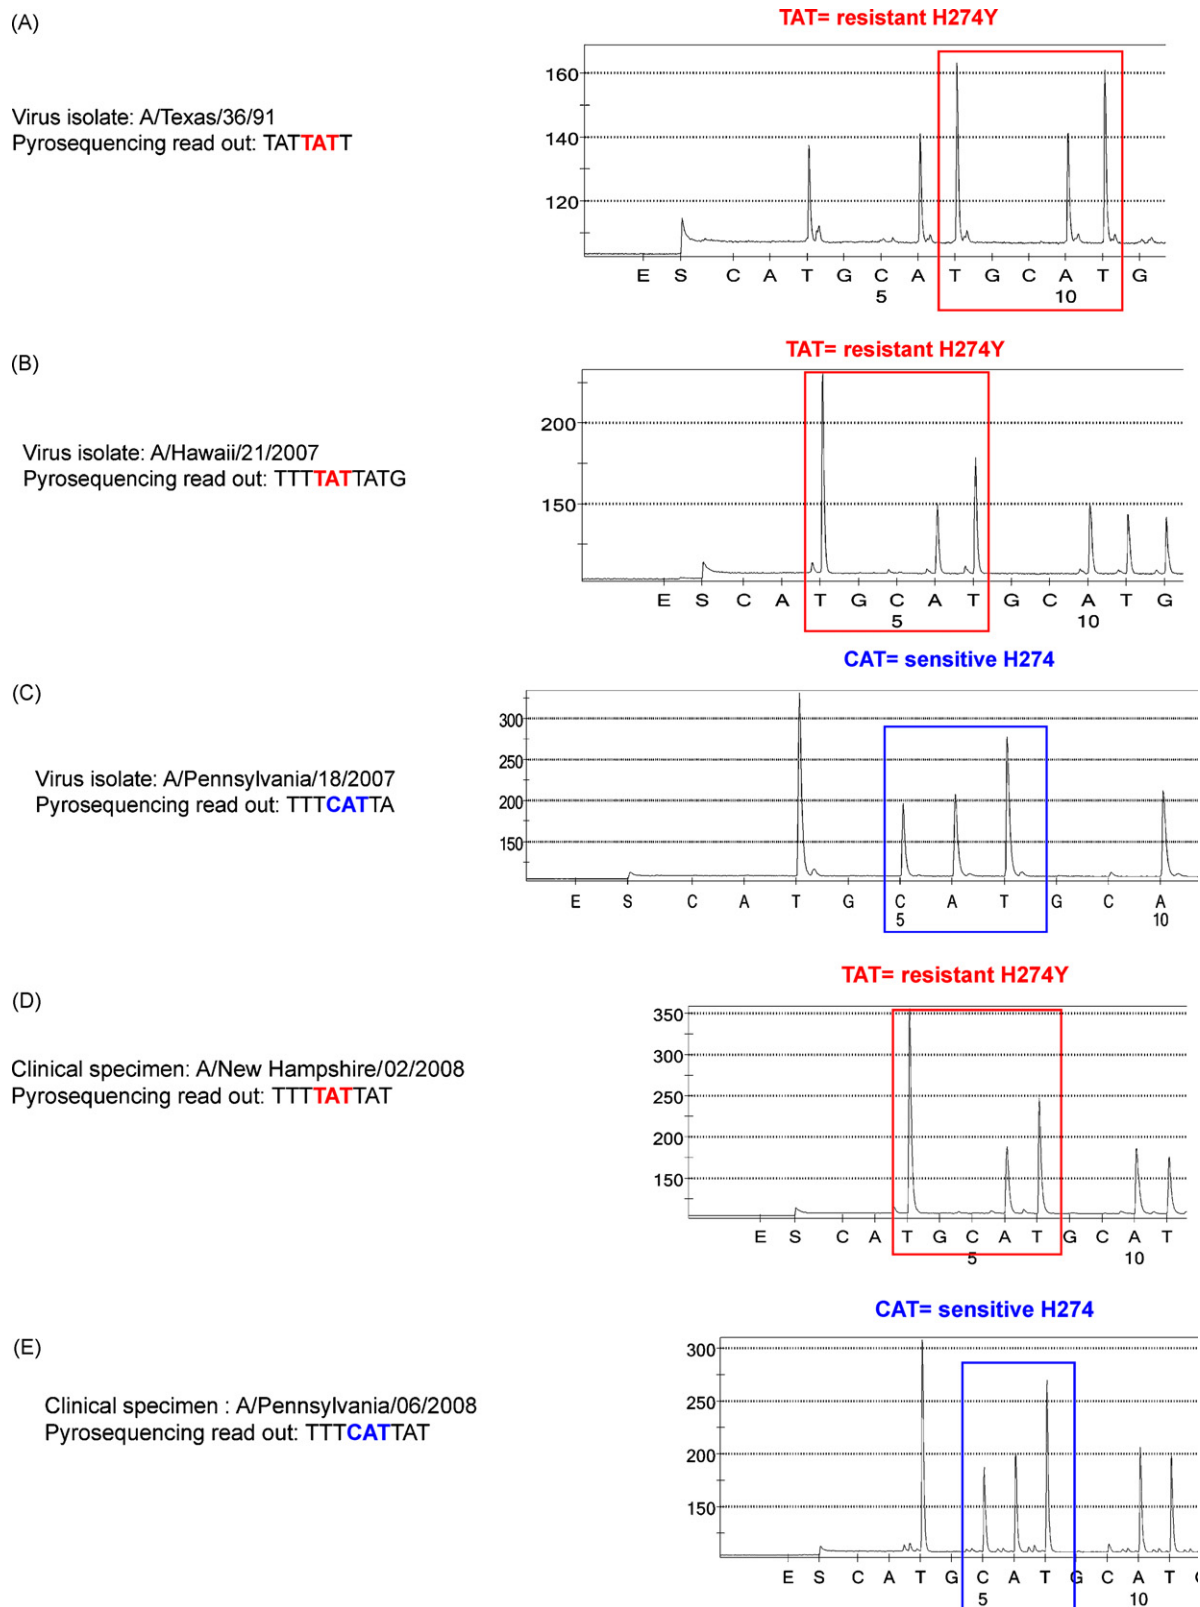 (A)
TAT= resistant H274Y
Virus isolate: A/Texas/36/91
Pyrosequencing read out: TATTATT
160
140
120
E S C A T G C A T G C A T G
5 10
(B)
TAT= resistant H274Y
Virus isolate: A/Hawaii/21/2007
Pyrosequencing read out: TTTTATTATG
200
150
E S C A T G C A T G C A T G
5 10
CAT= sensitive H274
(C)
Virus isolate: A/Pennsylvania/18/2007
Pyrosequencing read out: TTTCATTA
300
250
200
150
E S C A T G C A T G C A
5 10
TAT= resistant H274Y
(D)
Clinical specimen: A/New Hampshire/02/2008
Pyrosequencing read out: TTTTATTAT
350
300
250
200
150
E S C A T G C A T G C A T
5 10
CAT= sensitive H274
(E)
Clinical specimen : A/Pennsylvania/06/2008
Pyrosequencing read out: TTTCATTAT
300
250
200
150
E S C A T G C A T G C A T
5 10